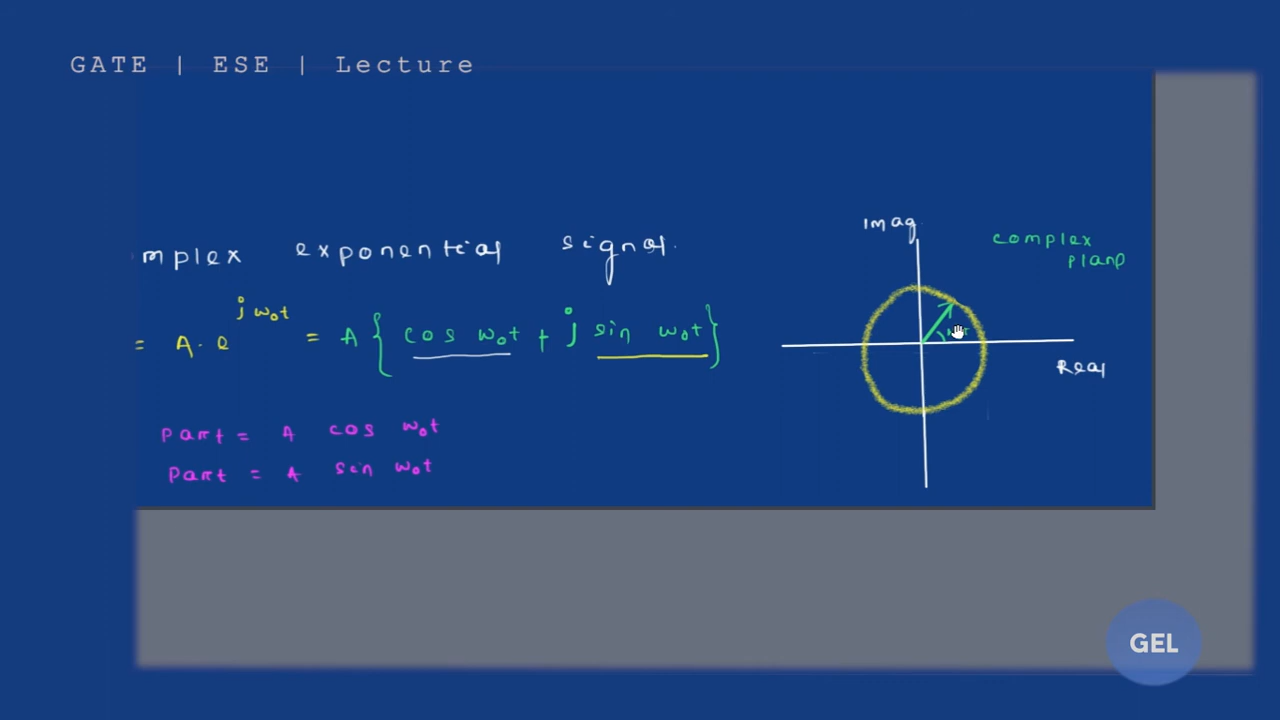 GATE | ESE | Lecture
Imag
complex
plane
mplex exponential signal.
= A. e^jω₀t = A { cos ω₀t + j sin ω₀t }
Real
part = A cos ω₀t
part = A sin ω₀t
GEL